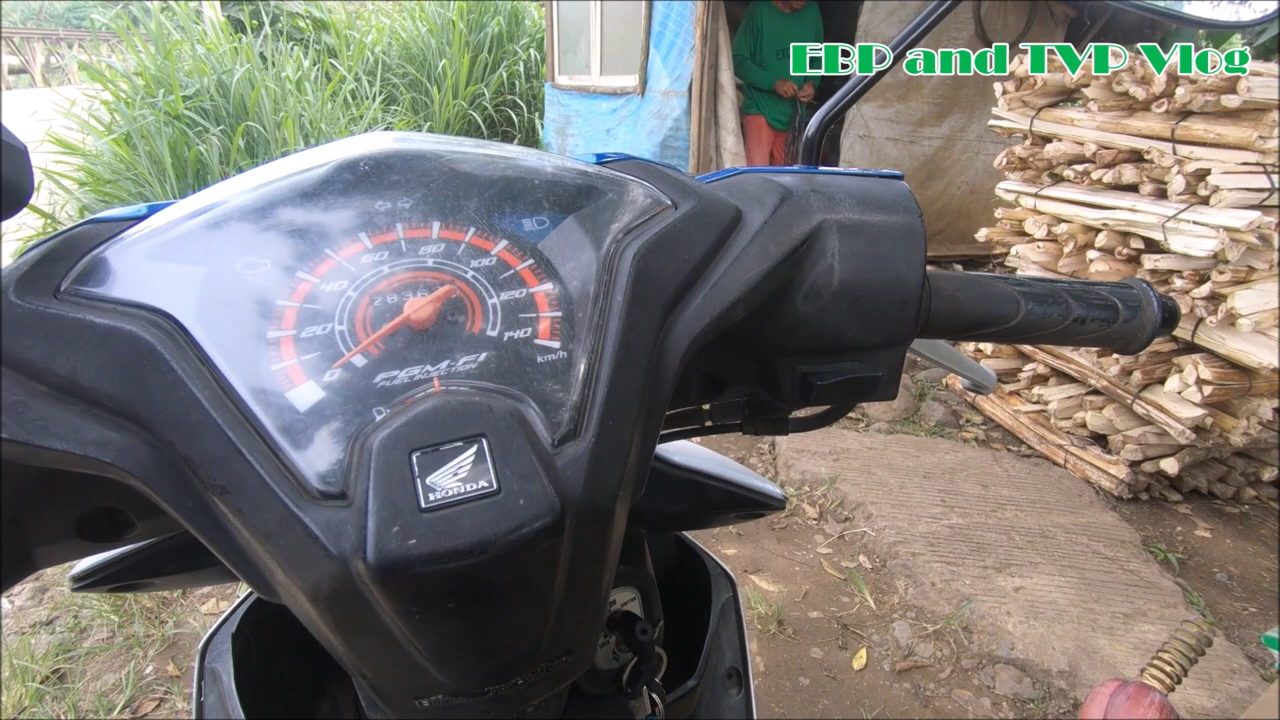 EBP and TVP Vlog
80
60
100
40
120
20
140
0
km/h
PGM-FI
FUEL INJECTION
HONDA